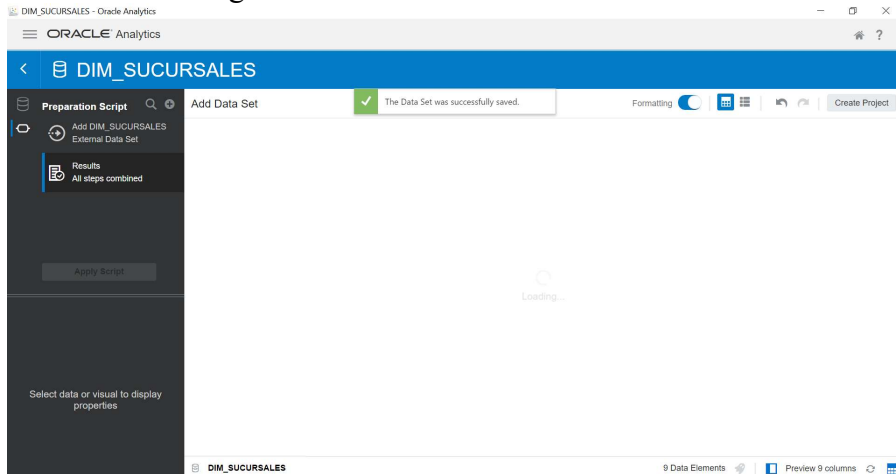 DIM_SUCURSALES - Oracle Analytics
ORACLE Analytics
?
DIM_SUCURSALES
Preparation Script
Add DIM_SUCURSALES
External Data Set
Results
All steps combined
Apply Script
Select data or visual to display
properties
Add Data Set
The Data Set was successfully saved.
Formatting
Create Project
Loading...
DIM_SUCURSALES
9 Data Elements
Preview 9 columns